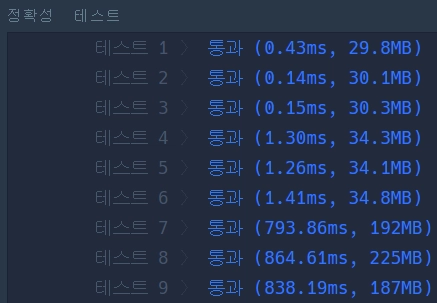 정확성 테스트
테스트 1 〉 통과 (0.43ms, 29.8MB)
테스트 2 〉 통과 (0.14ms, 30.1MB)
테스트 3 〉 통과 (0.15ms, 30.3MB)
테스트 4 〉 통과 (1.30ms, 34.3MB)
테스트 5 〉 통과 (1.26ms, 34.1MB)
테스트 6 〉 통과 (1.41ms, 34.8MB)
테스트 7 〉 통과 (793.86ms, 192MB)
테스트 8 〉 통과 (864.61ms, 225MB)
테스트 9 〉 통과 (838.19ms, 187MB)